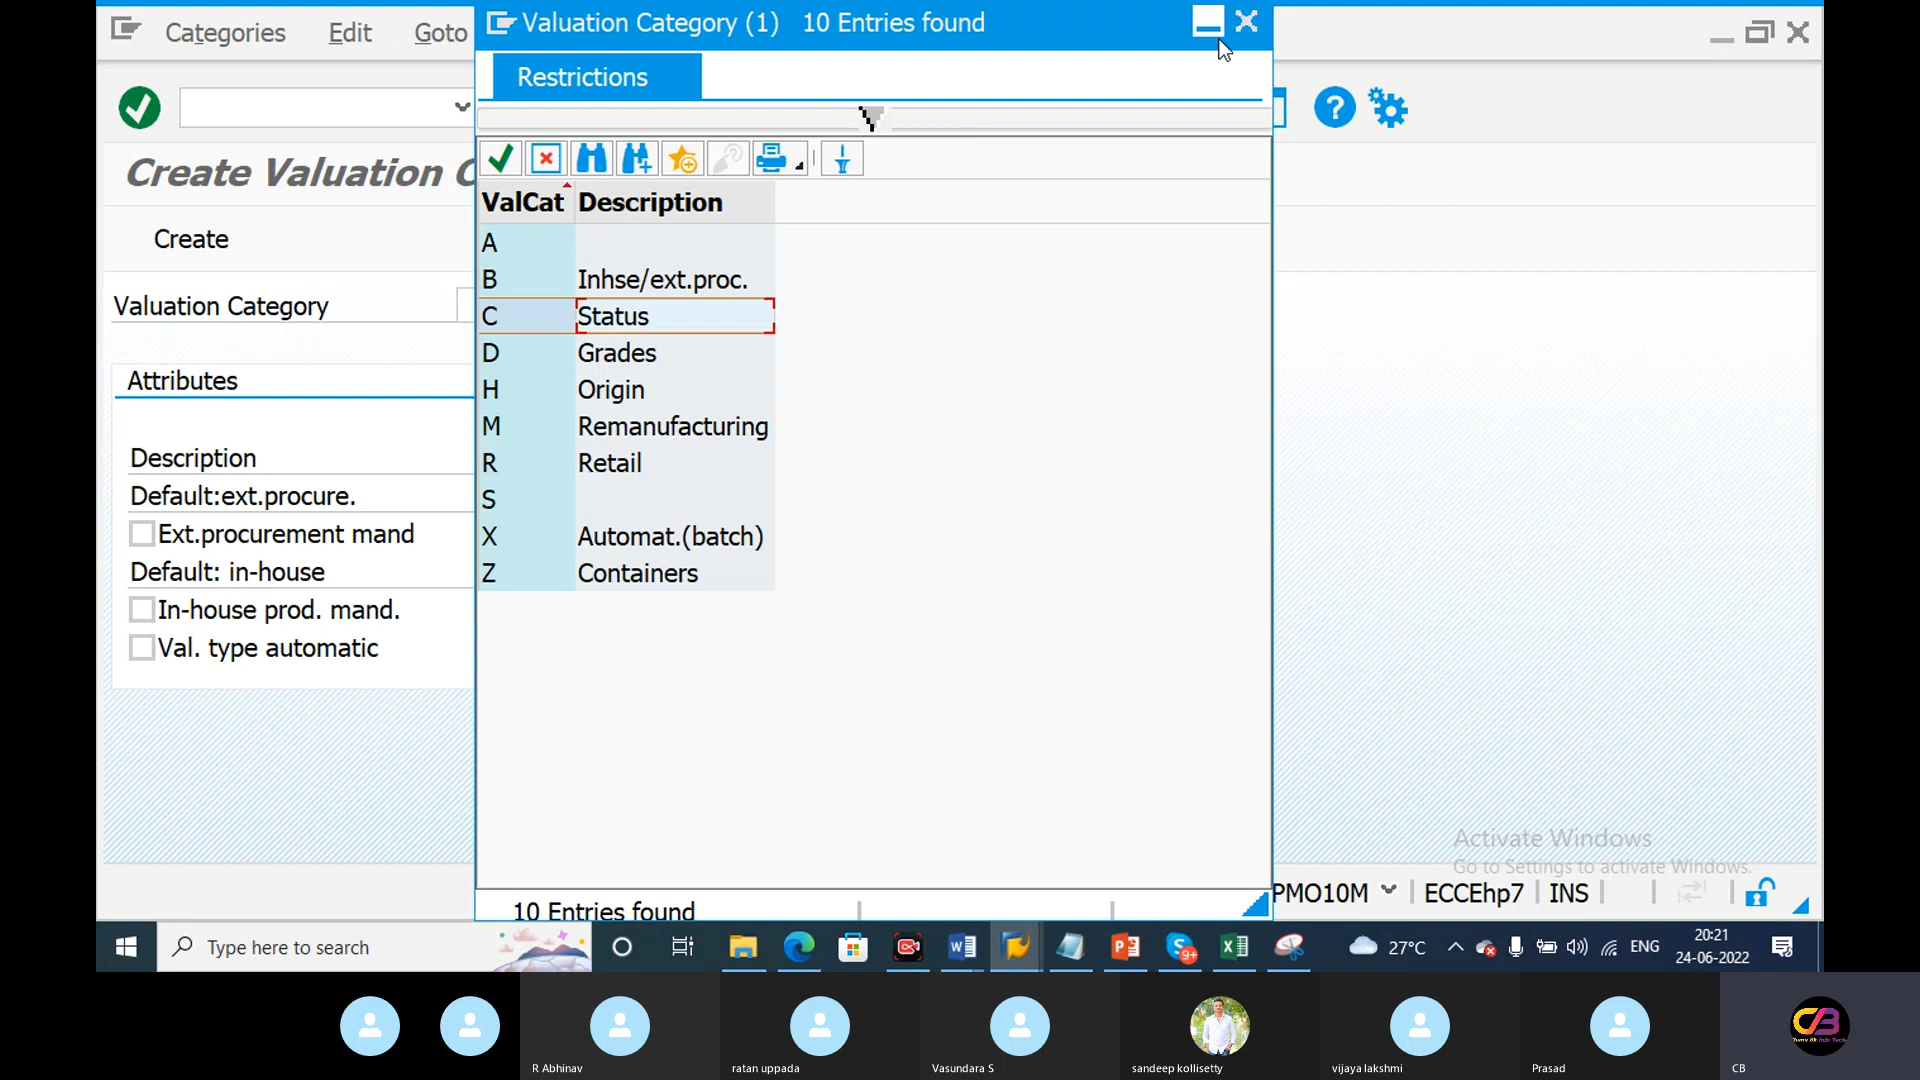 Categories Edit Goto
Valuation Category (1) 10 Entries found
Restrictions
Create Valuation C
Create
Valuation Category
Attributes
Description
Default:ext.procure.
Ext.procurement mand
Default: in-house
In-house prod. mand.
Val. type automatic
ValCat Description
A
B Inhse/ext.proc.
C Status
D Grades
H Origin
M Remanufacturing
R Retail
S
X Automat.(batch)
Z Containers
10 Entries found
Activate Windows
Go to Settings to activate Windows.
PMO10M ECCEhp7 INS
Type here to search
9+
27°C
ENG
20:21
24-06-2022
R Abhinav
ratan uppada
Vasundara S
sandeep kollisetty
vijaya lakshmi
Prasad
CB